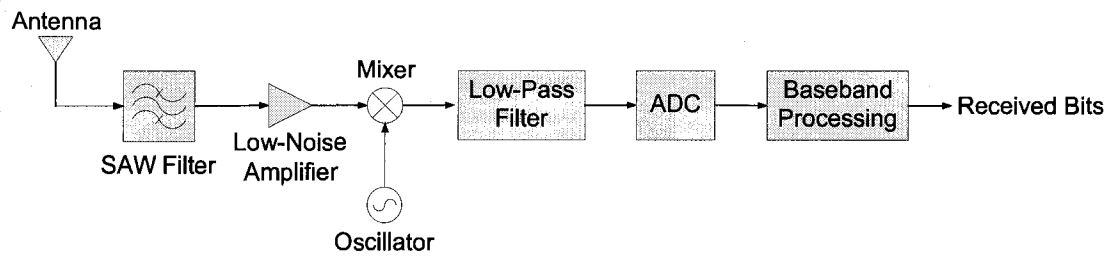 Antenna
SAW Filter
Low-Noise
Amplifier
Mixer
Oscillator
Low-Pass
Filter
ADC
Baseband
Processing
Received Bits